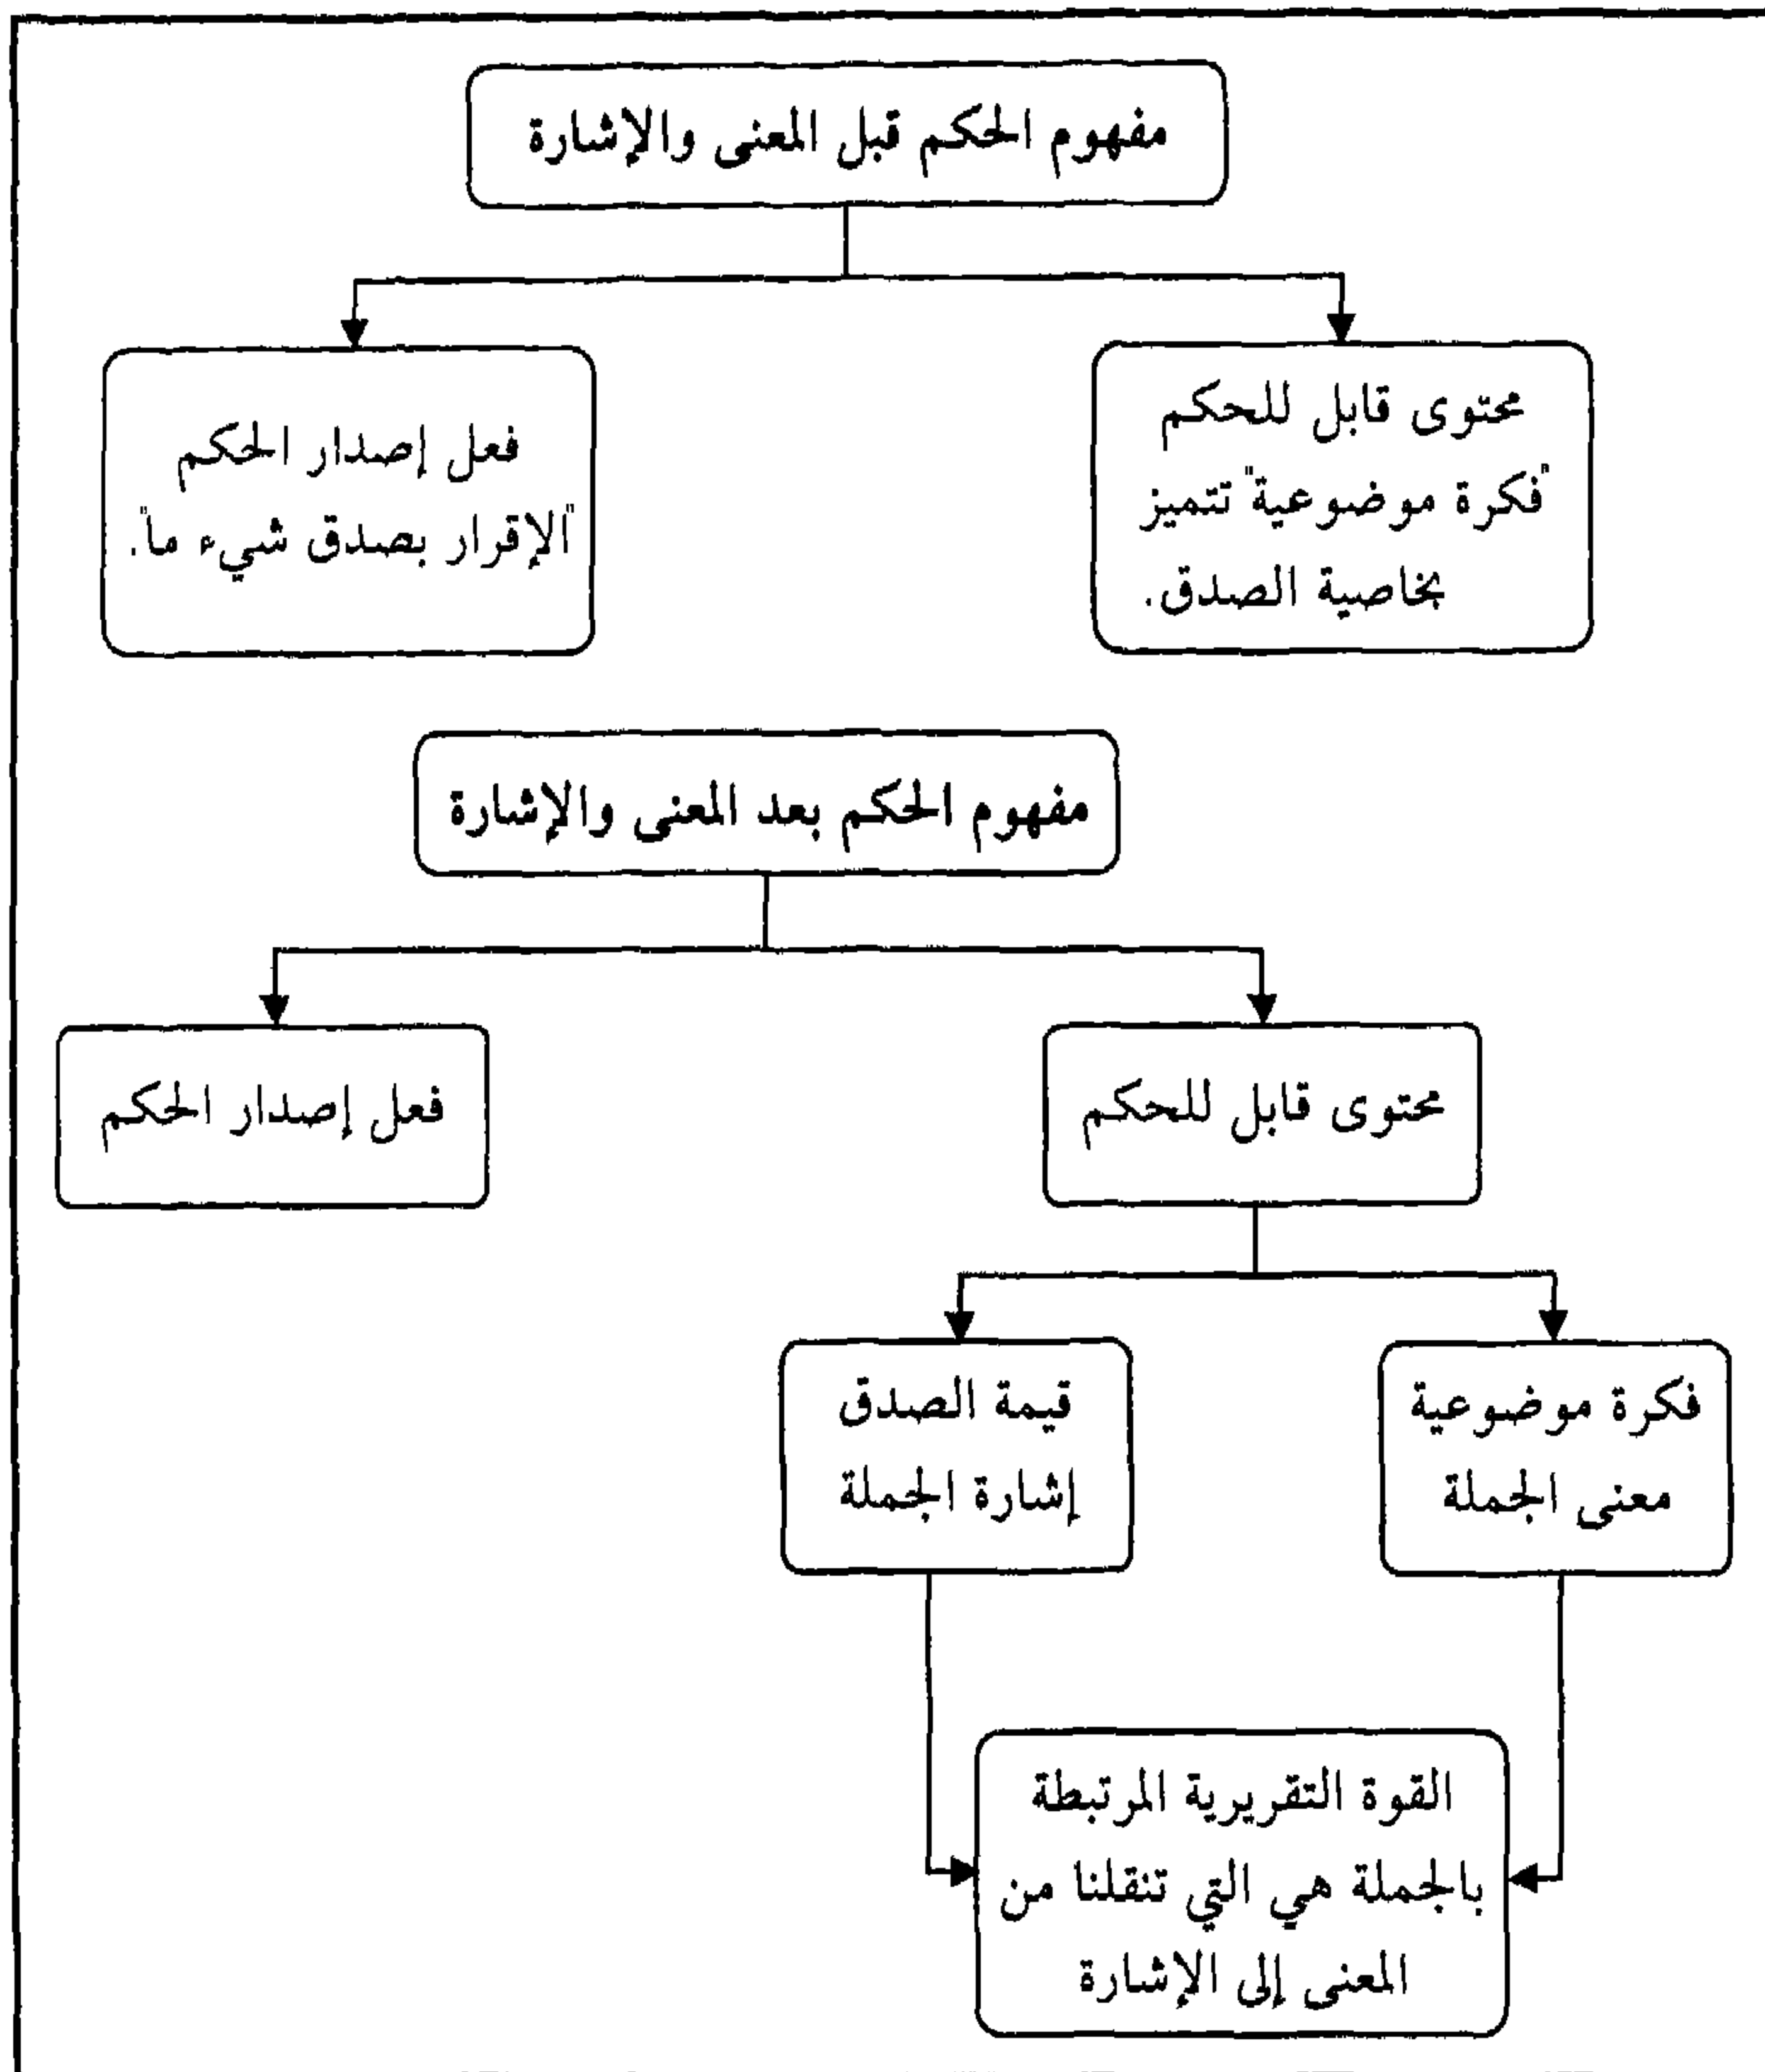 مفهوم الحكم قبل المعنى والإشارة
محتوى قابل للحكم
"فكرة موضوعية" تتميز
بخاصية الصدق.
فعل إصدار الحكم
"الإقرار بصدق شيء ما".
مفهوم الحكم بعد المعنى والإشارة
محتوى قابل للحكم
فعل إصدار الحكم
فكرة موضوعية
معنى الجملة
قيمة الصدق
إشارة الجملة
القوة التقريرية المرتبطة
بالجملة هي التي تنقلنا من
المعنى إلى الإشارة